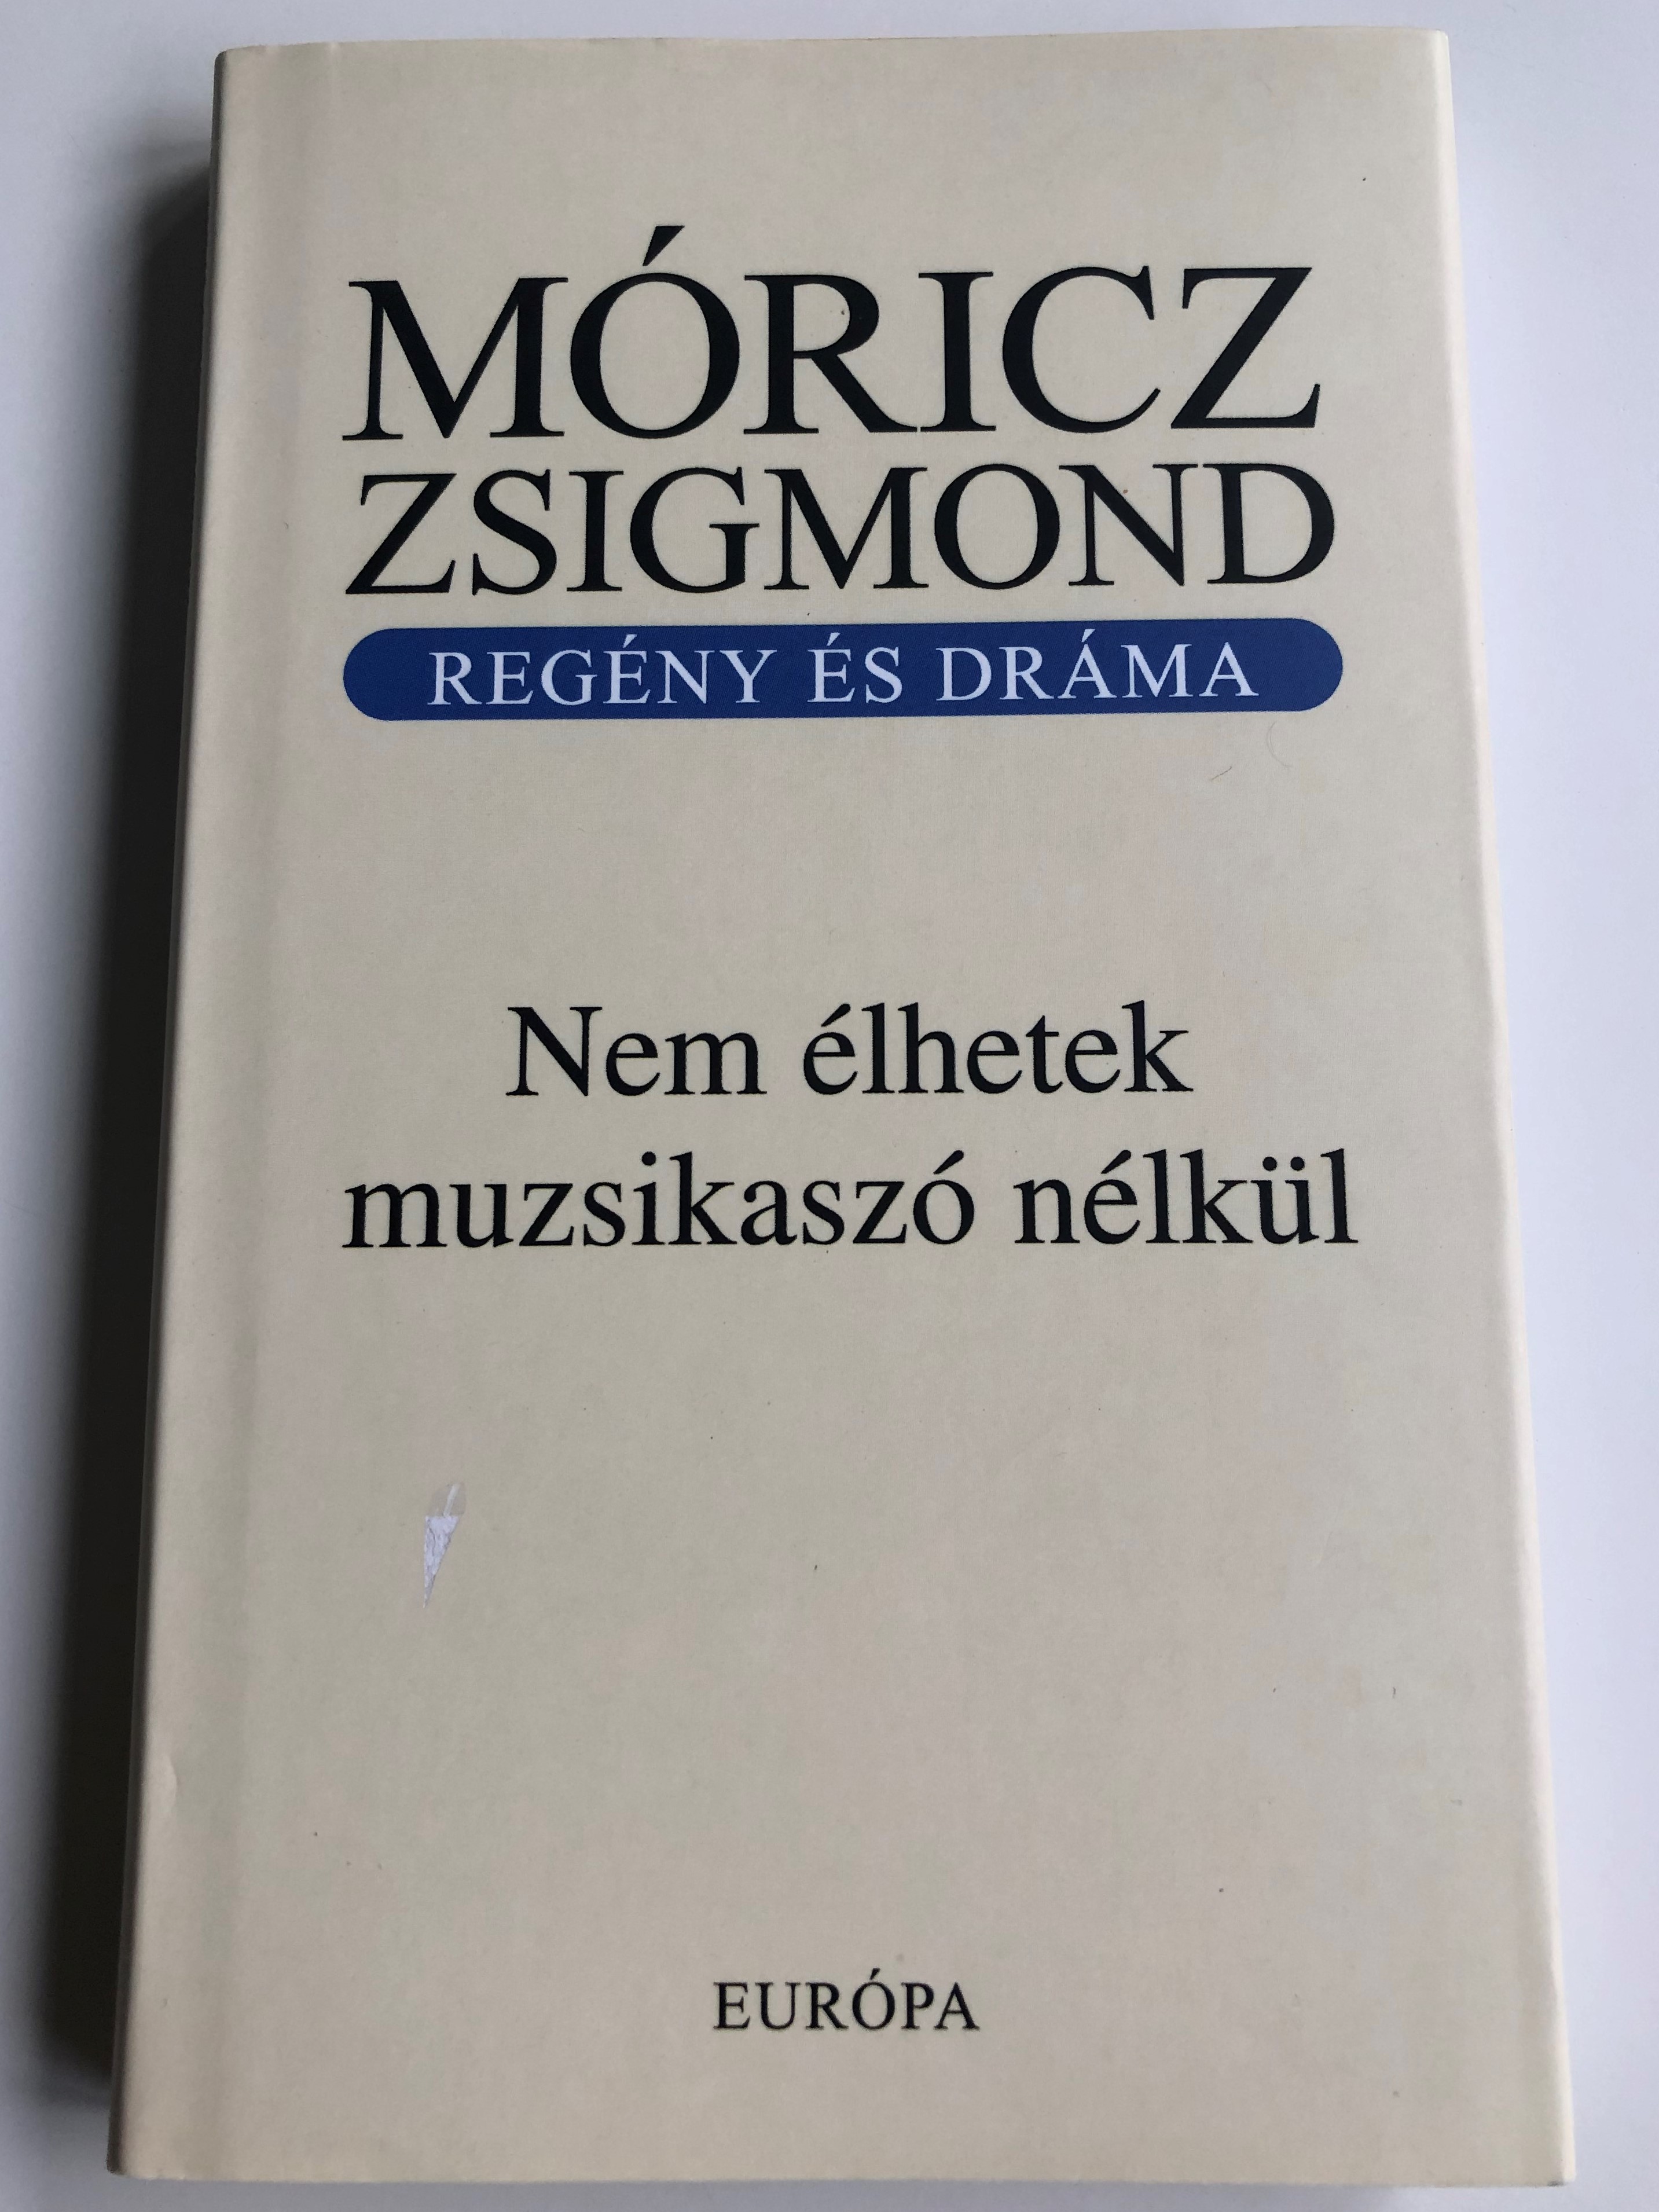 MÓRICZ
ZSIGMOND
REGÉNY ÉS DRÁMA
Nem élhetek
muzsikaszó nélkül
EURÓPA